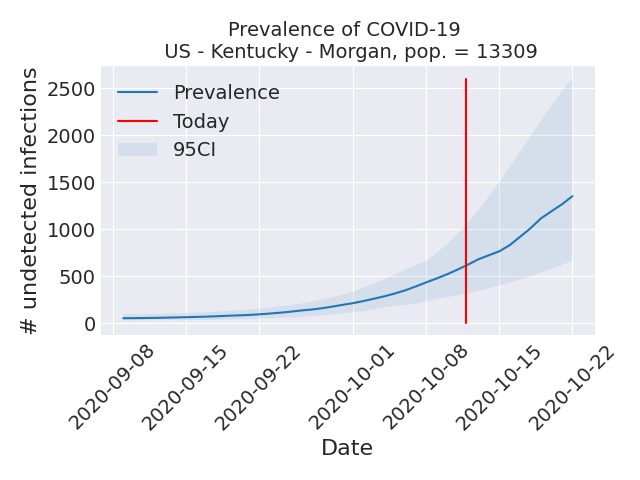 Prevalence of COVID-19
US - Kentucky - Morgan, pop. = 13309
# undetected infections
2500
2000
1500
1000
500
0
Prevalence
Today
95CI
2020-09-08
2020-09-15
2020-09-22
2020-10-01
2020-10-08
2020-10-15
2020-10-22
Date